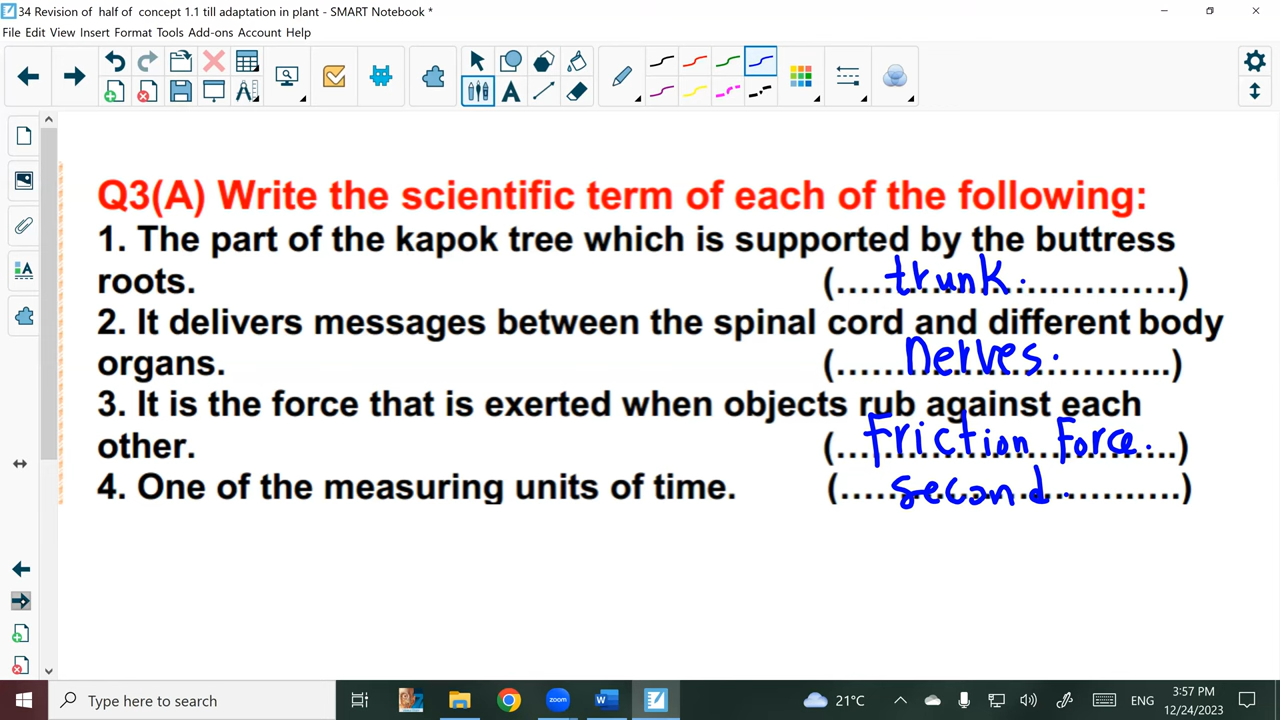 34 Revision of half of concept 1.1 till adaptation in plant - SMART Notebook *
File Edit View Insert Format Tools Add-ons Account Help
Q3(A) Write the scientific term of each of the following:
1. The part of the kapok tree which is supported by the buttress
roots. (.....trunk.....)
2. It delivers messages between the spinal cord and different body
organs. (.....Nerves.....)
3. It is the force that is exerted when objects rub against each
other. (...Friction Force...)
4. One of the measuring units of time. (.....second.....)
Type here to search
zoom
21°C
ENG
3:57 PM
12/24/2023